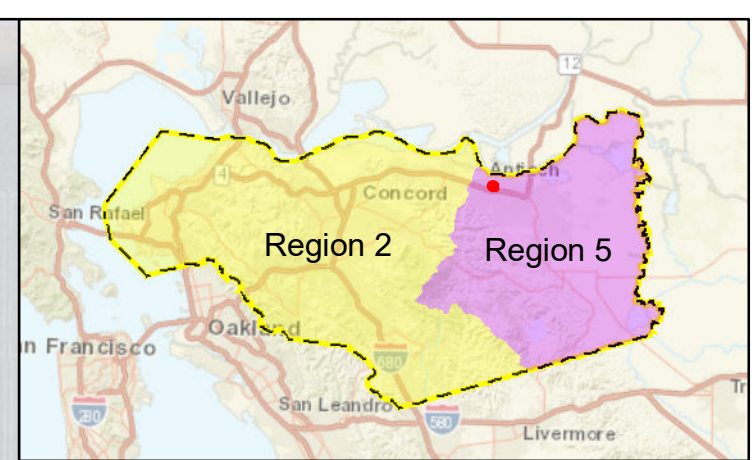 12
Vallejo
Antioch
4
Concord
San Rafael
Region 2
Region 5
Oakland
n Francisco
680
280
San Leandro
580
Livermore
Tr